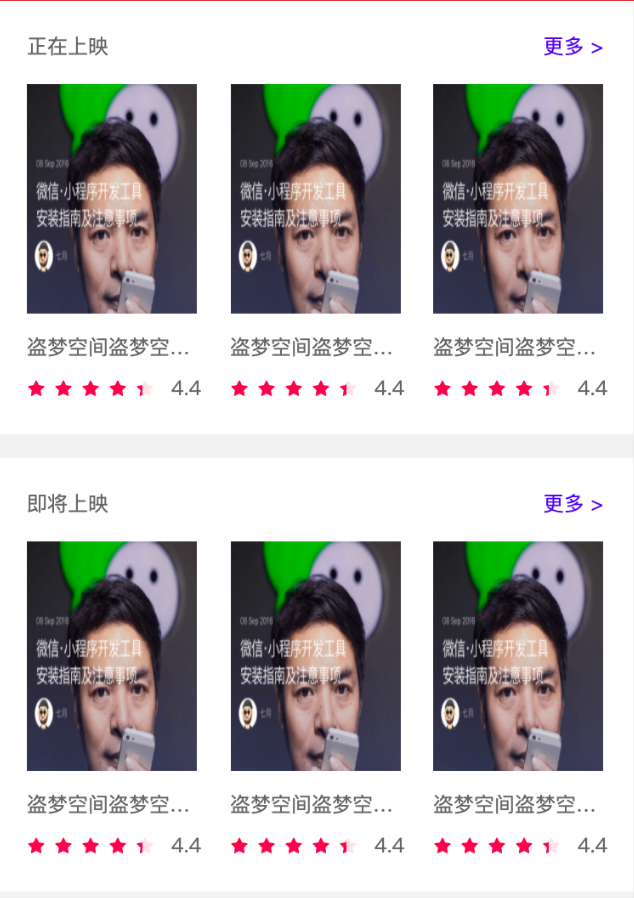 正在上映
更多 >
08 Sep 2016
微信·小程序开发工具
安装指南及注意事项
七月
08 Sep 2016
微信·小程序开发工具
安装指南及注意事项
七月
08 Sep 2016
微信·小程序开发工具
安装指南及注意事项
七月
盗梦空间盗梦空...
盗梦空间盗梦空...
盗梦空间盗梦空...
4.4
4.4
4.4
即将上映
更多 >
08 Sep 2016
微信·小程序开发工具
安装指南及注意事项
七月
08 Sep 2016
微信·小程序开发工具
安装指南及注意事项
七月
08 Sep 2016
微信·小程序开发工具
安装指南及注意事项
七月
盗梦空间盗梦空...
盗梦空间盗梦空...
盗梦空间盗梦空...
4.4
4.4
4.4